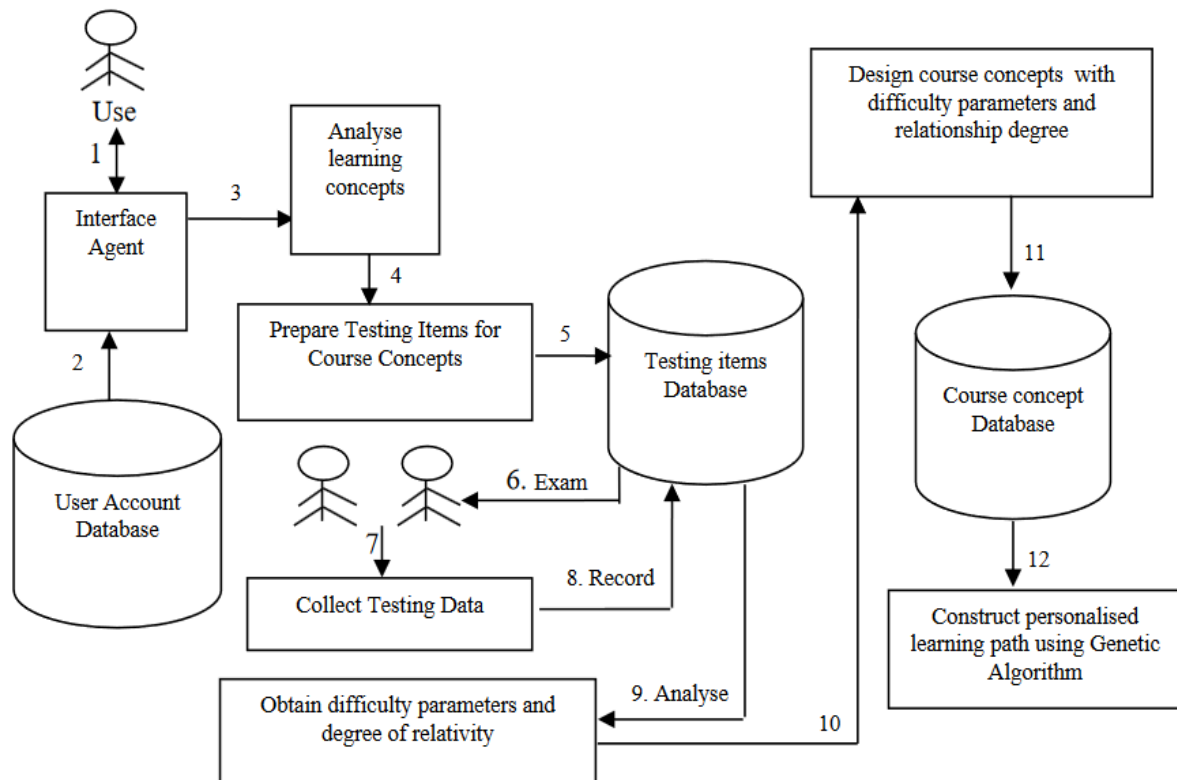 Use
1
Interface
Agent
2
User Account
Database
3
Analyse
learning
concepts
4
Prepare Testing Items for
Course Concepts
5
Testing items
Database
6. Exam
7
Collect Testing Data
8. Record
9. Analyse
Obtain difficulty parameters and
degree of relativity
10
Design course concepts with
difficulty parameters and
relationship degree
11
Course concept
Database
12
Construct personalised
learning path using Genetic
Algorithm